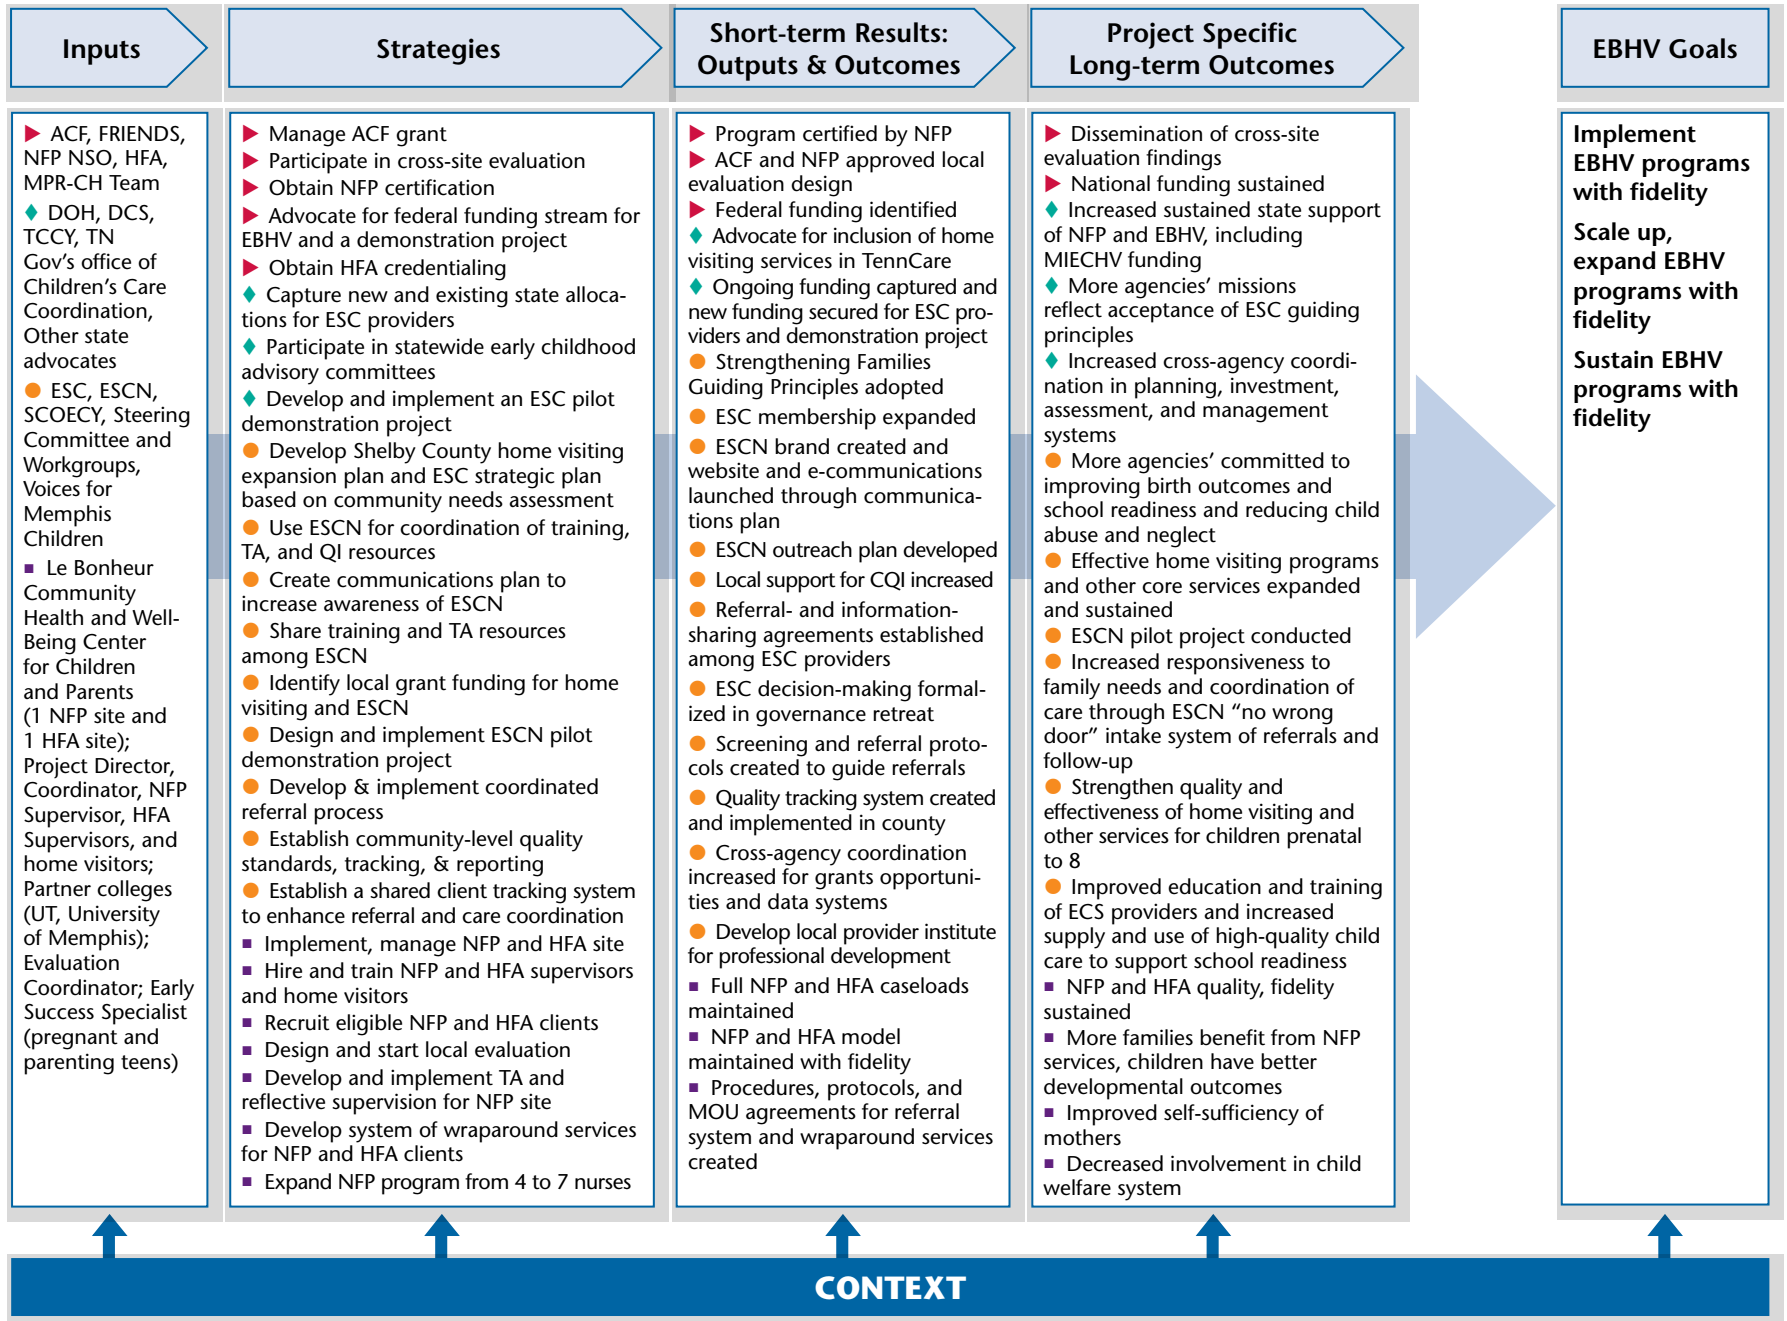 Inputs
Strategies
Short-term Results:
Outputs & Outcomes
Project Specific
Long-term Outcomes
EBHV Goals
▶ ACF, FRIENDS,
NFP NSO, HFA,
MPR-CH Team
♦ DOH, DCS,
TCCY, TN
Gov’s office of
Children’s Care
Coordination,
Other state
advocates
● ESC, ESCN,
SCOECY, Steering
Committee and
Workgroups,
Voices for
Memphis
Children
■ Le Bonheur
Community
Health and Well-
Being Center
for Children
and Parents
(1 NFP site and
1 HFA site);
Project Director,
Coordinator, NFP
Supervisor, HFA
Supervisors, and
home visitors;
Partner colleges
(UT, University
of Memphis);
Evaluation
Coordinator; Early
Success Specialist
(pregnant and
parenting teens)
▶ Manage ACF grant
▶ Participate in cross-site evaluation
▶ Obtain NFP certification
▶ Advocate for federal funding stream for
EBHV and a demonstration project
▶ Obtain HFA credentialing
♦ Capture new and existing state alloca-
tions for ESC providers
♦ Participate in statewide early childhood
advisory committees
♦ Develop and implement an ESC pilot
demonstration project
● Develop Shelby County home visiting
expansion plan and ESC strategic plan
based on community needs assessment
● Use ESCN for coordination of training,
TA, and QI resources
● Create communications plan to
increase awareness of ESCN
● Share training and TA resources
among ESCN
● Identify local grant funding for home
visiting and ESCN
● Design and implement ESCN pilot
demonstration project
● Develop & implement coordinated
referral process
● Establish community-level quality
standards, tracking, & reporting
● Establish a shared client tracking system
to enhance referral and care coordination
■ Implement, manage NFP and HFA site
■ Hire and train NFP and HFA supervisors
and home visitors
■ Recruit eligible NFP and HFA clients
■ Design and start local evaluation
■ Develop and implement TA and
reflective supervision for NFP site
■ Develop system of wraparound services
for NFP and HFA clients
■ Expand NFP program from 4 to 7 nurses
▶ Program certified by NFP
▶ ACF and NFP approved local
evaluation design
▶ Federal funding identified
♦ Advocate for inclusion of home
visiting services in TennCare
♦ Ongoing funding captured and
new funding secured for ESC pro-
viders and demonstration project
● Strengthening Families
Guiding Principles adopted
● ESC membership expanded
● ESCN brand created and
website and e-communications
launched through communica-
tions plan
● ESCN outreach plan developed
● Local support for CQI increased
● Referral- and information-
sharing agreements established
among ESC providers
● ESC decision-making formal-
ized in governance retreat
● Screening and referral proto-
cols created to guide referrals
● Quality tracking system created
and implemented in county
● Cross-agency coordination
increased for grants opportuni-
ties and data systems
● Develop local provider institute
for professional development
■ Full NFP and HFA caseloads
maintained
■ NFP and HFA model
maintained with fidelity
■ Procedures, protocols, and
MOU agreements for referral
system and wraparound services
created
▶ Dissemination of cross-site
evaluation findings
▶ National funding sustained
♦ Increased sustained state support
of NFP and EBHV, including
MIECHV funding
♦ More agencies’ missions
reflect acceptance of ESC guiding
principles
♦ Increased cross-agency coordi-
nation in planning, investment,
assessment, and management
systems
● More agencies’ committed to
improving birth outcomes and
school readiness and reducing child
abuse and neglect
● Effective home visiting programs
and other core services expanded
and sustained
● ESCN pilot project conducted
● Increased responsiveness to
family needs and coordination of
care through ESCN “no wrong
door” intake system of referrals and
follow-up
● Strengthen quality and
effectiveness of home visiting and
other services for children prenatal
to 8
● Improved education and training
of ECS providers and increased
supply and use of high-quality child
care to support school readiness
■ NFP and HFA quality, fidelity
sustained
■ More families benefit from NFP
services, children have better
developmental outcomes
■ Improved self-sufficiency of
mothers
■ Decreased involvement in child
welfare system
Implement
EBHV programs
with fidelity
Scale up,
expand EBHV
programs with
fidelity
Sustain EBHV
programs with
fidelity
CONTEXT